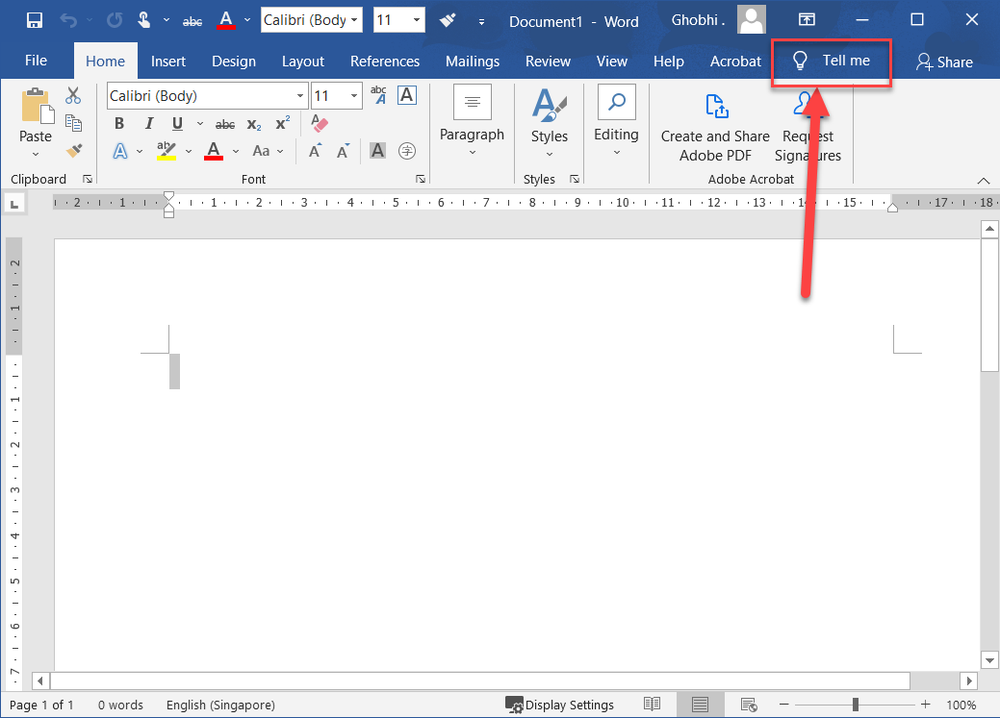 abc A Calibri (Body 11 Document1 - Word Ghobhi .
File Home Insert Design Layout References Mailings Review View Help Acrobat Tell me Share
Calibri (Body) 11 abc A A
Paste
B I U abc x₂ x²
A ab A Aa A A A 字
Paragraph
Styles
Editing
Create and Share
Adobe PDF
Request
Signatures
Clipboard Font Styles Adobe Acrobat
L
2 1 1 2 3 4 5 6 7 8 9 10 11 12 13 14 15 17 18
2
1
1
2
3
4
5
6
7
Page 1 of 1 0 words English (Singapore) Display Settings 100%